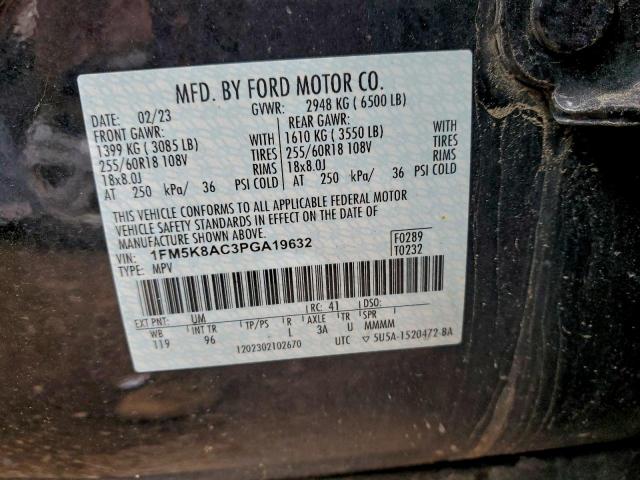 MFD. BY FORD MOTOR CO.
DATE: 02/23 GVWR: 2948 KG ( 6500 LB)
FRONT GAWR: REAR GAWR:
1399 KG ( 3085 LB) WITH 1610 KG ( 3550 LB) WITH
255/60R18 108V TIRES 255/60R18 108V TIRES
18x8.0J RIMS 18x8.0J RIMS
AT 250 kPa/ 36 PSI COLD AT 250 kPa/ 36 PSI COLD
THIS VEHICLE CONFORMS TO ALL APPLICABLE FEDERAL MOTOR
VEHICLE SAFETY STANDARDS IN EFFECT ON THE DATE OF
MANUFACTURE SHOWN ABOVE.
VIN: 1FM5K8AC3PGA19632 F0289
TYPE: MPV T0232
EXT PNT: UM RC: 41 DSO:
WB INT TR TP/PS R AXLE TR SPR
119 96 L 3A U MMMM
1202302102670 UTC ▽ 5U5A-1520472-BA